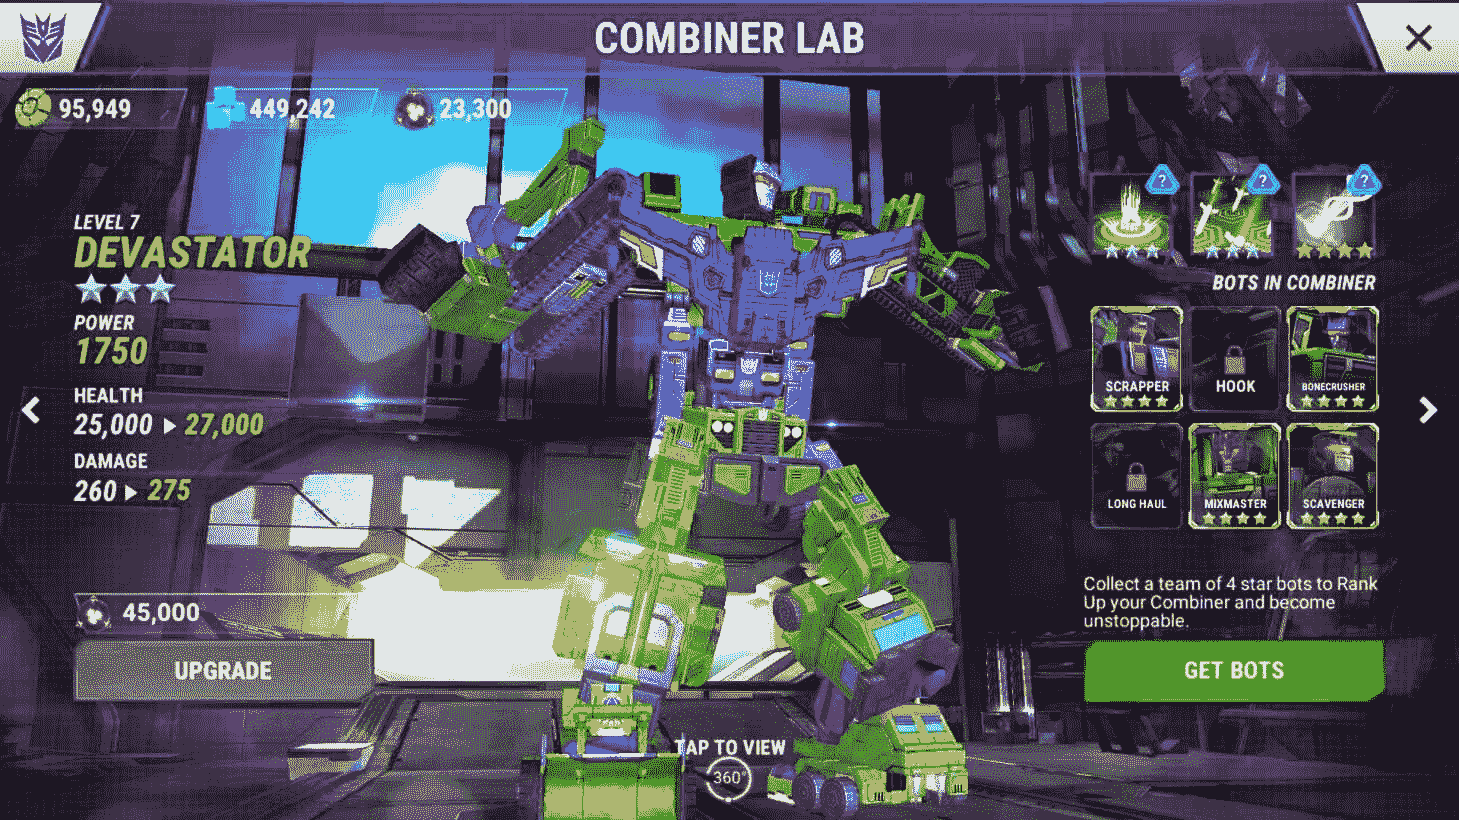 COMBINER LAB
95,949
449,242
23,300
LEVEL 7
DEVASTATOR
POWER
1750
HEALTH
25,000 ▶ 27,000
DAMAGE
260 ▶ 275
45,000
UPGRADE
TAP TO VIEW
360°
?
?
?
BOTS IN COMBINER
SCRAPPER
HOOK
BONECRUSHER
LONG HAUL
MIXMASTER
SCAVENGER
Collect a team of 4 star bots to Rank
Up your Combiner and become
unstoppable.
GET BOTS